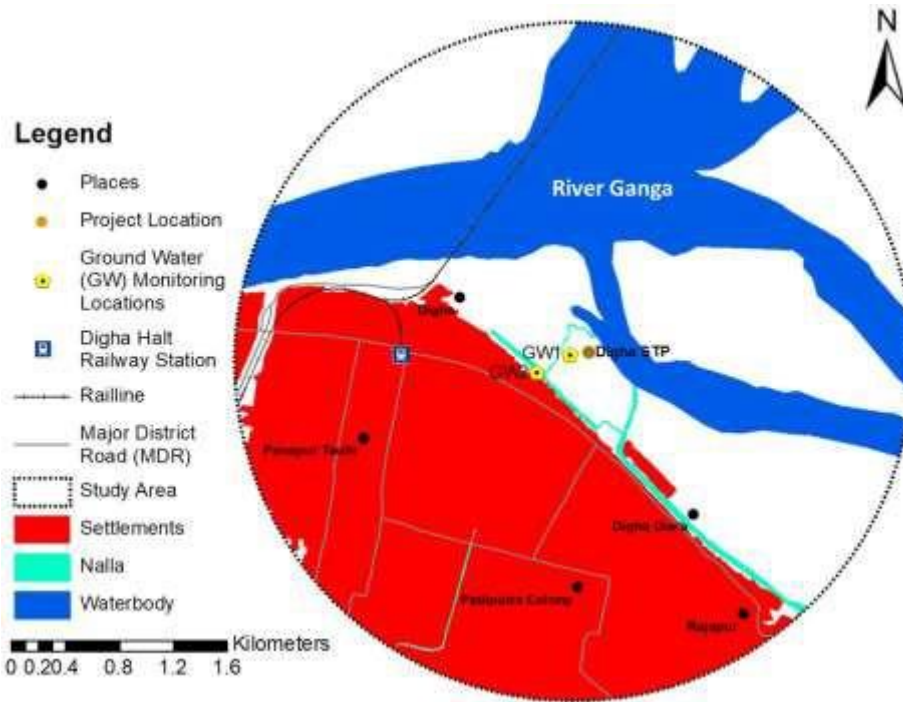 N
River Ganga
Legend
Places
Project Location
Ground Water
(GW) Monitoring
Locations
Digha Halt
Railway Station
Railline
Major District
Road (MDR)
Study Area
Settlements
Nalla
Waterbody
Kilometers
0 0.20.4 0.8 1.2 1.6
Digha
GW1
Digha STP
GW2
Digha Diara
Patliputra Colony
Rajapur